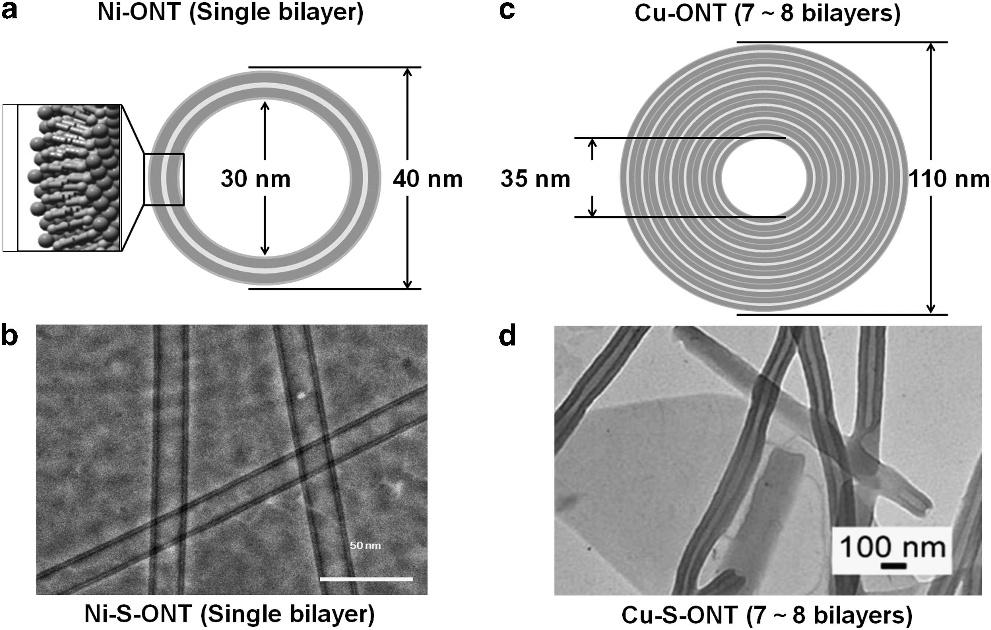 a
Ni-ONT (Single bilayer)
30 nm
40 nm
c
Cu-ONT (7 ~ 8 bilayers)
35 nm
110 nm
b
50 nm
Ni-S-ONT (Single bilayer)
d
100 nm
Cu-S-ONT (7 ~ 8 bilayers)